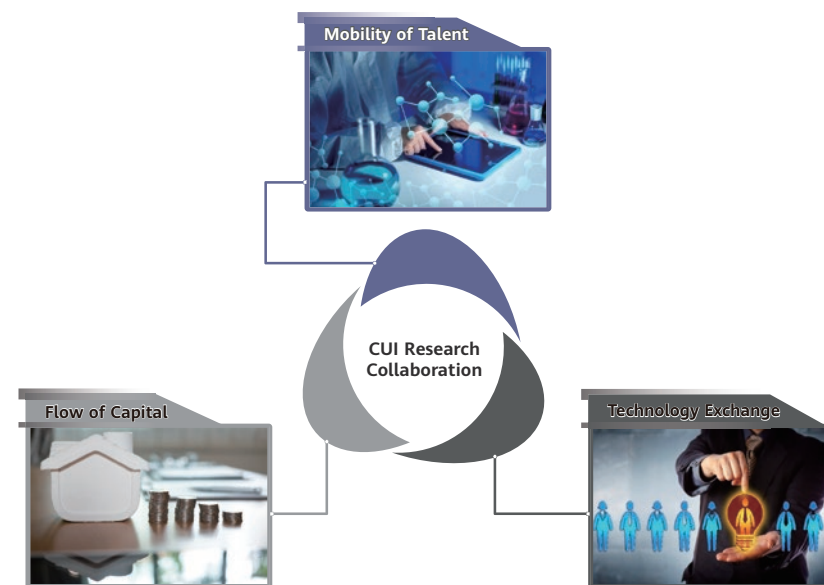 Mobility of Talent
CUI Research
Collaboration
Flow of Capital
Technology Exchange